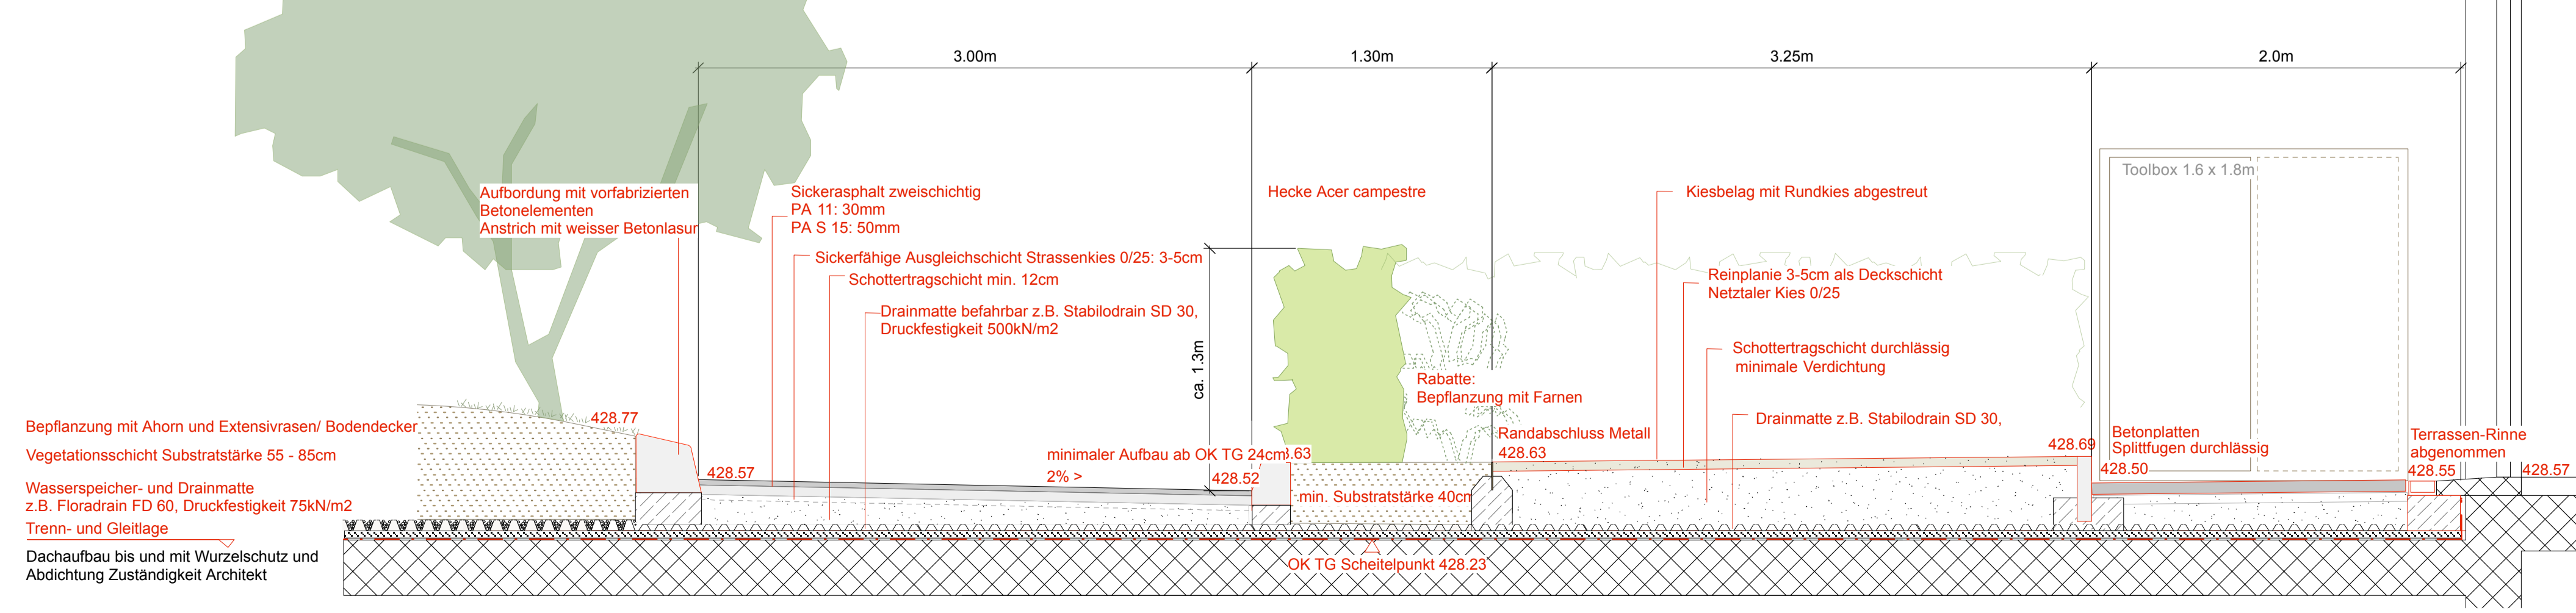 3.00m
1.30m
3.25m
2.0m
Toolbox 1.6 x 1.8m
Aufbordung mit vorfabrizierten
Betonelementen
Anstrich mit weisser Betonlasur
Sickerasphalt zweischichtig
PA 11: 30mm
PA S 15: 50mm
Sickerfähige Ausgleichschicht Strassenkies 0/25: 3-5cm
Schottertragschicht min. 12cm
Drainmatte befahrbar z.B. Stabilodrain SD 30,
Druckfestigkeit 500kN/m2
Hecke Acer campestre
ca. 1.3m
Kiesbelag mit Rundkies abgestreut
Reinplanie 3-5cm als Deckschicht
Netztaler Kies 0/25
Schottertragschicht durchlässig
minimale Verdichtung
Drainmatte z.B. Stabilodrain SD 30,
Rabatte:
Bepflanzung mit Farnen
Randabschluss Metall
428.63
428.69
Betonplatten
Splittfugen durchlässig
428.50
Terrassen-Rinne
abgenommen
428.55
428.57
428.77
428.57
minimaler Aufbau ab OK TG 24cm
.63
2% >
428.52
min. Substratstärke 40cm
Bepflanzung mit Ahorn und Extensivrasen/ Bodendecker
Vegetationsschicht Substratstärke 55 - 85cm
Wasserspeicher- und Drainmatte
z.B. Floradrain FD 60, Druckfestigkeit 75kN/m2
Trenn- und Gleitlage
Dachaufbau bis und mit Wurzelschutz und
Abdichtung Zuständigkeit Architekt
OK TG Scheitelpunkt 428.23